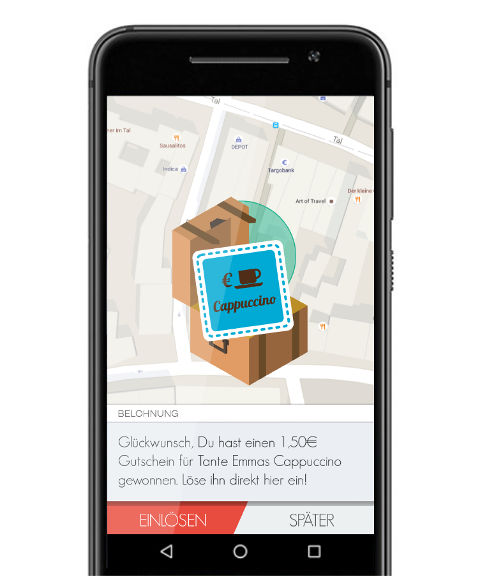 Tal
ner im Tal
Sausalitos
DEPOT
Tal
Indica
Targobank
Der kleine
Art of Travel
€
Cappuccino
BELOHNUNG
Glückwunsch, Du hast einen 1,50€
Gutschein für Tante Emmas Cappuccino
gewonnen. Löse ihn direkt hier ein!
EINLÖSEN SPÄTER